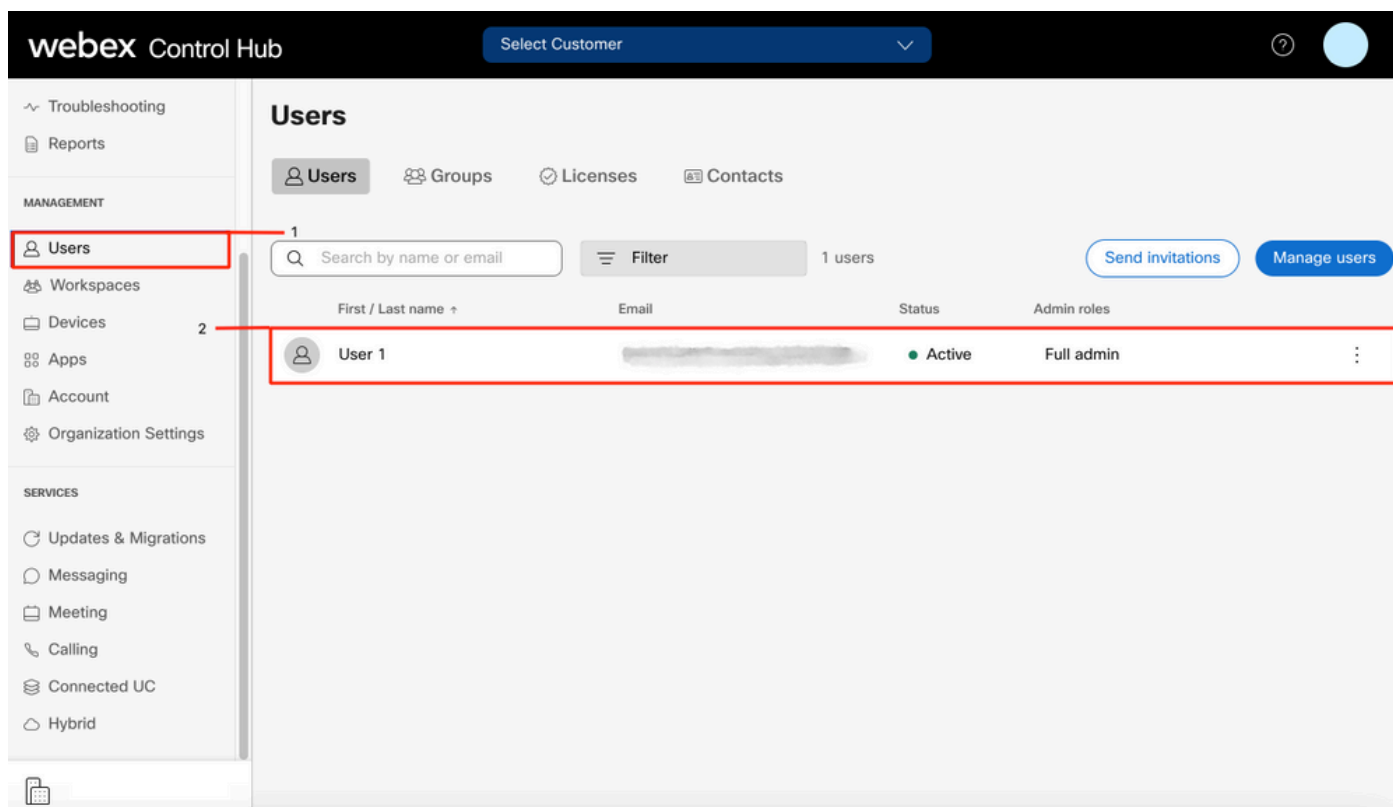 webex Control Hub
Select Customer
Troubleshooting
Reports
MANAGEMENT
Users
Workspaces
Devices
Apps
Account
Organization Settings
SERVICES
Updates & Migrations
Messaging
Meeting
Calling
Connected UC
Hybrid
Users
Users Groups Licenses Contacts
1
Search by name or email Filter 1 users Send invitations Manage users
First / Last name ↑ Email Status Admin roles
2
User 1 Active Full admin